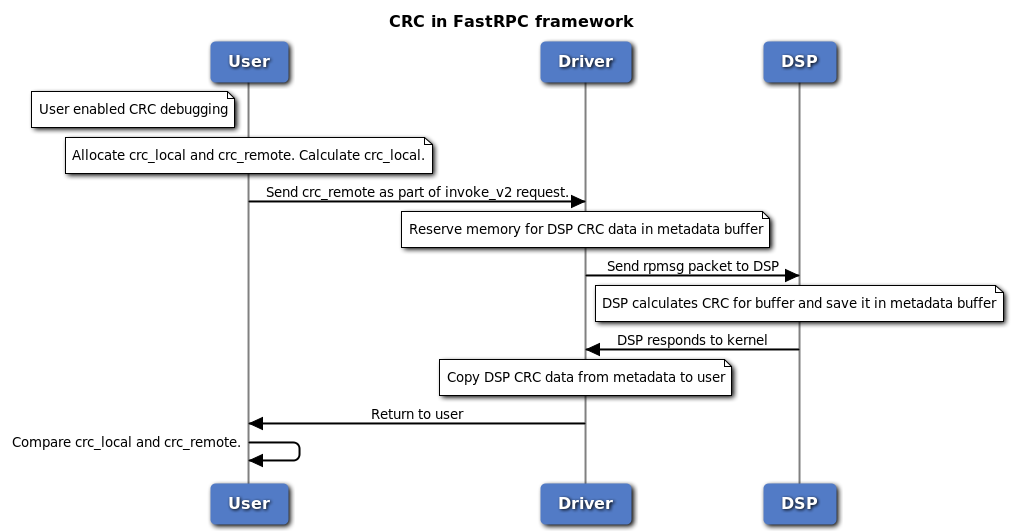 CRC in FastRPC framework
User
Driver
DSP
User enabled CRC debugging
Allocate crc_local and crc_remote. Calculate crc_local.
Send crc_remote as part of invoke_v2 request.
Reserve memory for DSP CRC data in metadata buffer
Send rpmsg packet to DSP
DSP calculates CRC for buffer and save it in metadata buffer
DSP responds to kernel
Copy DSP CRC data from metadata to user
Return to user
Compare crc_local and crc_remote.
User
Driver
DSP